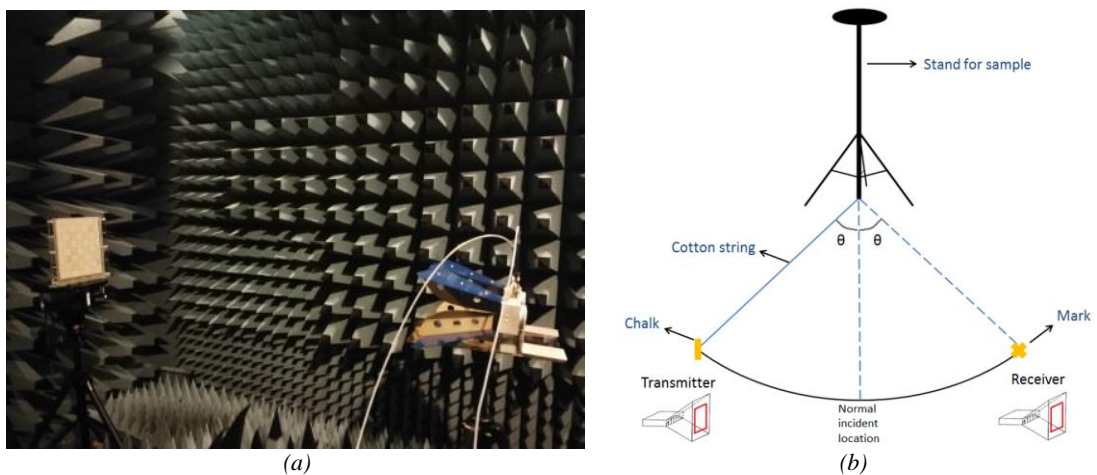 Stand for sample
θ θ
Cotton string
Chalk
Mark
Transmitter
Receiver
Normal
incident
location
(a)
(b)